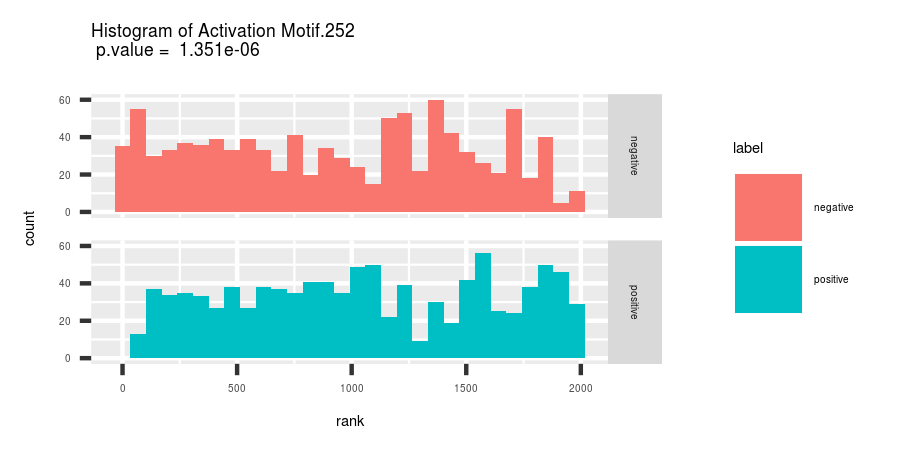 Histogram of Activation Motif.252
p.value = 1.351e-06
count
60
40
20
0
negative
60
40
20
0
positive
0 500 1000 1500 2000
rank
label
negative
positive